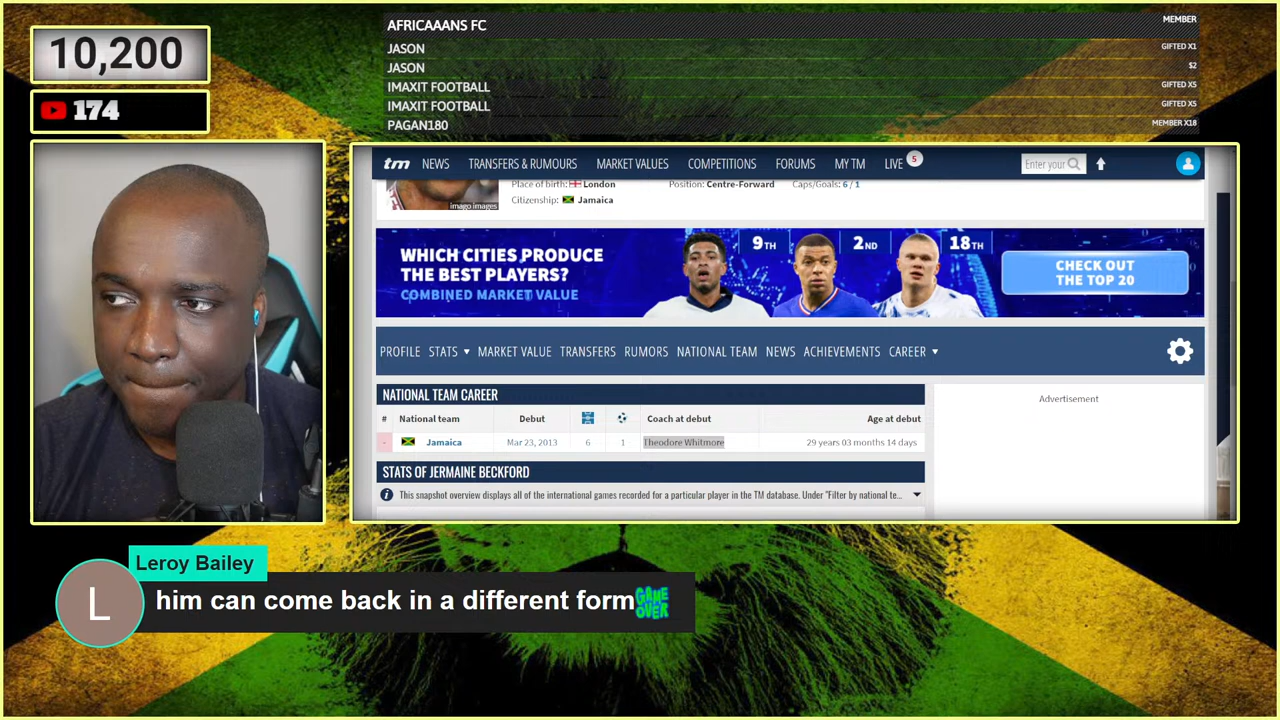 10,200
174
AFRICAAANS FC MEMBER
JASON GIFTED X1
JASON $2
IMAXIT FOOTBALL GIFTED X5
IMAXIT FOOTBALL GIFTED X5
PAGAN180 MEMBER X18
tm NEWS TRANSFERS & RUMOURS MARKET VALUES COMPETITIONS FORUMS MY TM LIVE 5 Enter your
Place of birth: London Position: Centre-Forward Caps/Goals: 6 / 1
imago images Citizenship: Jamaica
WHICH CITIES PRODUCE
THE BEST PLAYERS?
COMBINED MARKET VALUE
9TH 2ND 18TH
CHECK OUT
THE TOP 20
PROFILE STATS MARKET VALUE TRANSFERS RUMORS NATIONAL TEAM NEWS ACHIEVEMENTS CAREER
NATIONAL TEAM CAREER
Advertisement
# National team Debut Coach at debut Age at debut
- Jamaica Mar 23, 2013 6 1 Theodore Whitmore 29 years 03 months 14 days
STATS OF JERMAINE BECKFORD
This snapshot overview displays all of the international games recorded for a particular player in the TM database. Under "Filter by national te...
Leroy Bailey
L him can come back in a different form GAME OVER